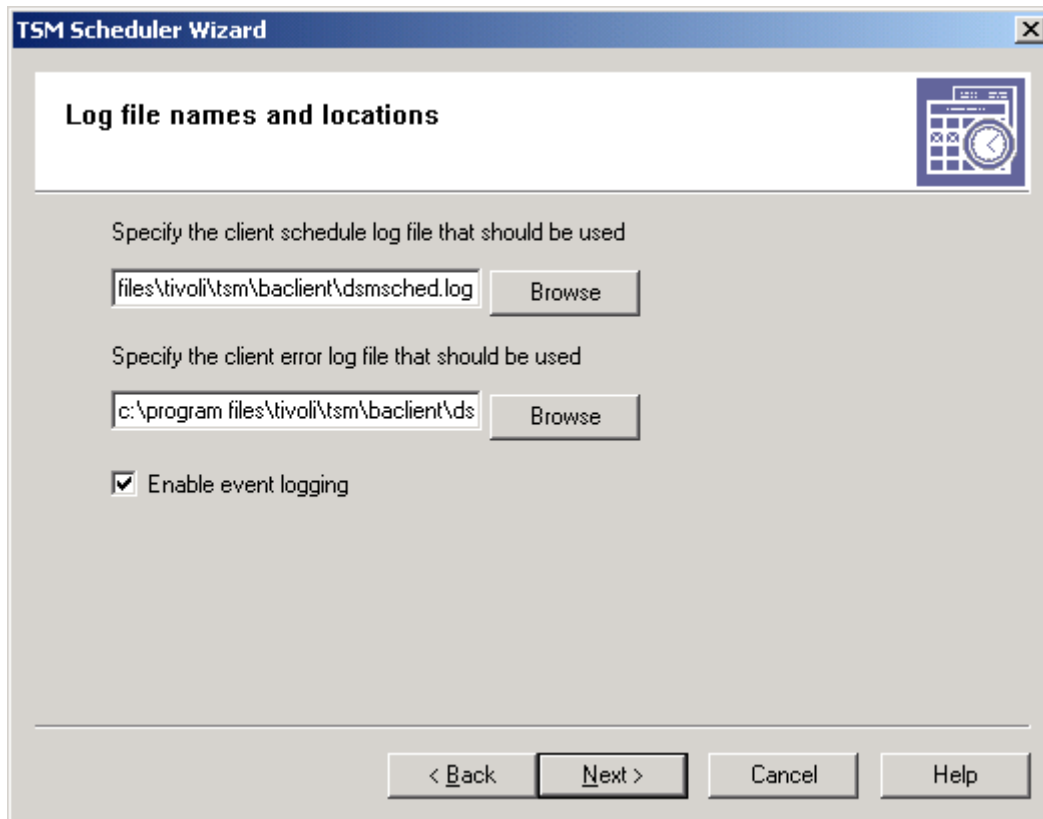 TSM Scheduler Wizard
Log file names and locations
Specify the client schedule log file that should be used
files\tivoli\tsm\baclient\dsmsched.log
Browse
Specify the client error log file that should be used
c:\program files\tivoli\tsm\baclient\ds
Browse
Enable event logging
< Back
Next >
Cancel
Help